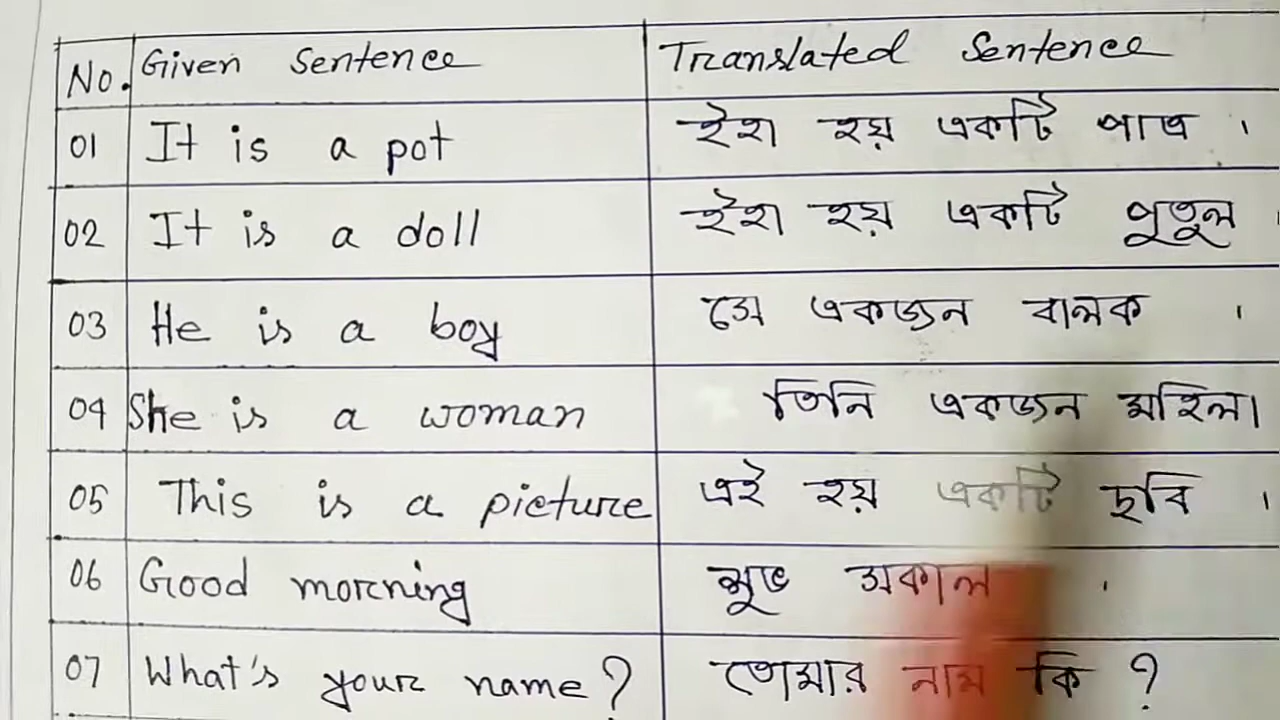 No. Given Sentence Translated Sentence
01 It is a pot ইহা হয় একটি পাত্র ।
02 It is a doll ইহা হয় একটি পুতুল ।
03 He is a boy সে একজন বালক ।
04 She is a woman তিনি একজন মহিলা
05 This is a picture এই হয় একটি ছবি ।
06 Good morning শুভ সকাল .
07 What's your name? তোমার নাম কি ?